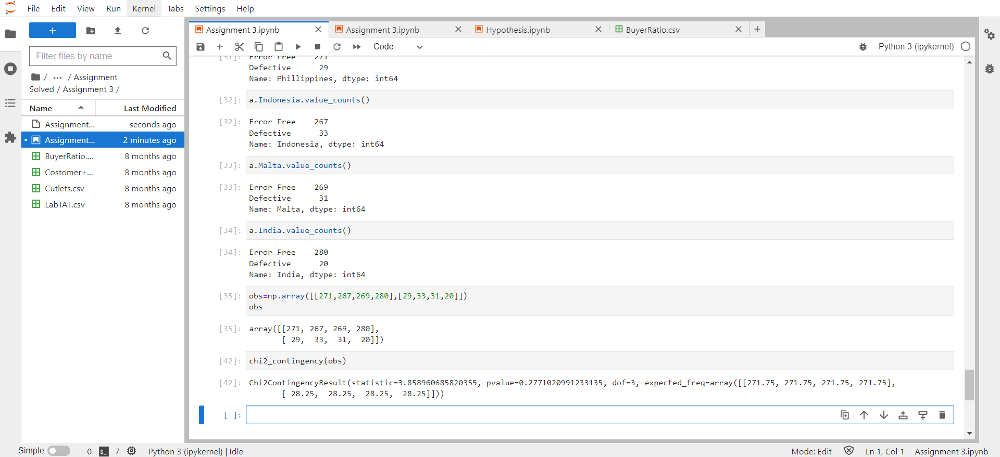 File Edit View Run Kernel Tabs Settings Help
+
Filter files by name
/ ... / Assignment
Solved / Assignment 3 /
Name Last Modified
Assignment... seconds ago
• Assignment... 2 minutes ago
BuyerRatio.... 8 months ago
Costomer+... 8 months ago
Cutlets.csv 8 months ago
LabTAT.csv 8 months ago
Assignment 3.ipynb Assignment 3.ipynb Hypothesis.ipynb BuyerRatio.csv +
Code Python 3 (ipykernel)
[31]: Error Free 271
Defective 29
Name: Phillippines, dtype: int64
[32]: a.Indonesia.value_counts()
[32]: Error Free 267
Defective 33
Name: Indonesia, dtype: int64
[33]: a.Malta.value_counts()
[33]: Error Free 269
Defective 31
Name: Malta, dtype: int64
[34]: a.India.value_counts()
[34]: Error Free 280
Defective 20
Name: India, dtype: int64
[35]: obs=np.array([[271,267,269,280],[29,33,31,20]])
obs
[35]: array([[271, 267, 269, 280],
[ 29, 33, 31, 20]])
[42]: chi2_contingency(obs)
[42]: Chi2ContingencyResult(statistic=3.858960685820355, pvalue=0.2771020991233135, dof=3, expected_freq=array([[271.75, 271.75, 271.75, 271.75],
[ 28.25, 28.25, 28.25, 28.25]]))
[ ]:
Simple 0 $_ 7 Python 3 (ipykernel) | Idle Mode: Edit Ln 1, Col 1 Assignment 3.ipynb